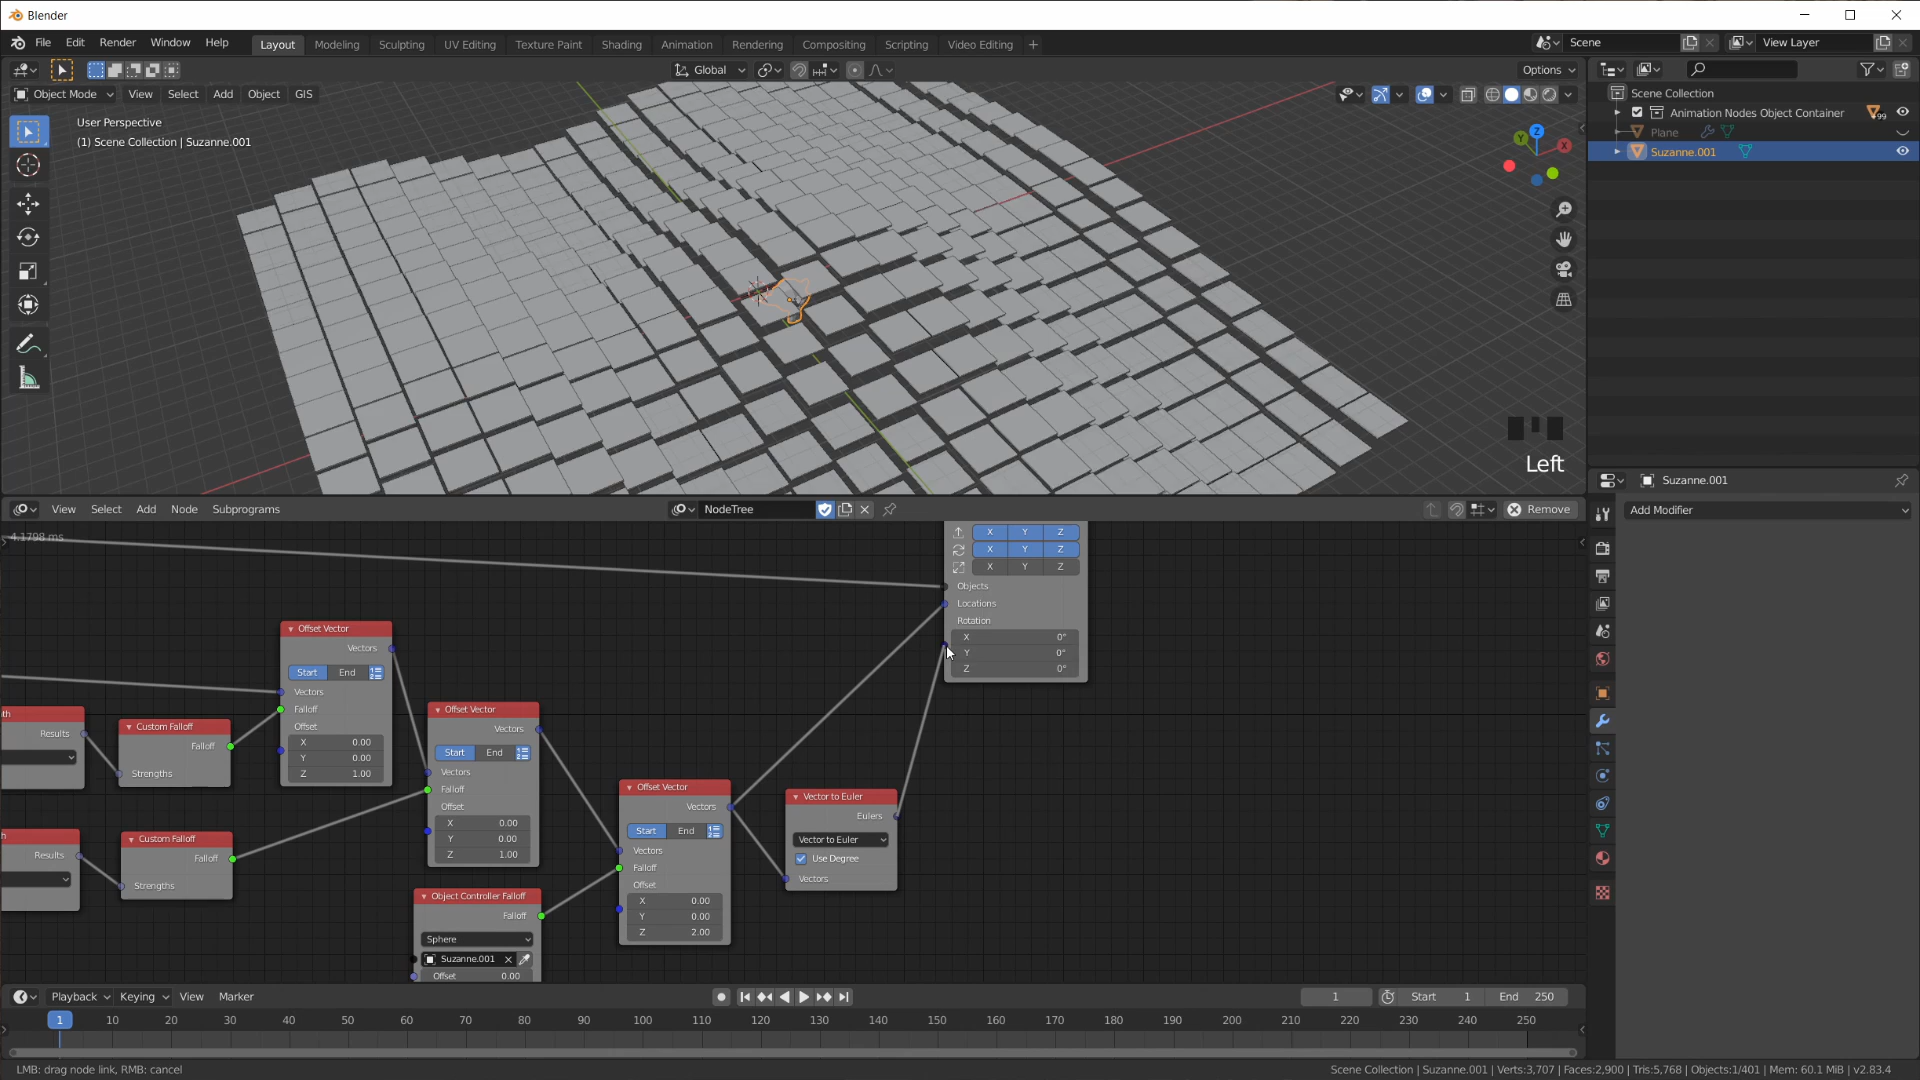 Blender
File Edit Render Window Help Layout Modeling Sculpting UV Editing Texture Paint Shading Animation Rendering Compositing Scripting Video Editing + Scene View Layer
Global Options
Object Mode View Select Add Object GIS
User Perspective
(1) Scene Collection | Suzanne.001
Z
Y
X
Left
Scene Collection
Animation Nodes Object Container 99
Plane
Suzanne.001
Suzanne.001
Add Modifier
View Select Add Node Subprograms NodeTree Remove
4.1798 ms
X Y Z
X Y Z
X Y Z
Objects
Locations
Rotation
X 0°
Y 0°
Z 0°
Offset Vector
Vectors
Start End
Vectors
Falloff
Offset
X 0.00
Y 0.00
Z 1.00
th
Results
Custom Falloff
Falloff
Strengths
Offset Vector
Vectors
Start End
Vectors
Falloff
Offset
X 0.00
Y 0.00
Z 1.00
h
Results
Custom Falloff
Falloff
Strengths
Offset Vector
Vectors
Start End
Vectors
Falloff
Offset
X 0.00
Y 0.00
Z 2.00
Vector to Euler
Eulers
Vector to Euler
Use Degree
Vectors
Object Controller Falloff
Falloff
Sphere
Suzanne.001
Offset 0.00
Playback Keying View Marker 1 Start 1 End 250
1 10 20 30 40 50 60 70 80 90 100 110 120 130 140 150 160 170 180 190 200 210 220 230 240 250
LMB: drag node link, RMB: cancel
Scene Collection | Suzanne.001 | Verts:3,707 | Faces:2,900 | Tris:5,768 | Objects:1/401 | Mem: 60.1 MiB | v2.83.4